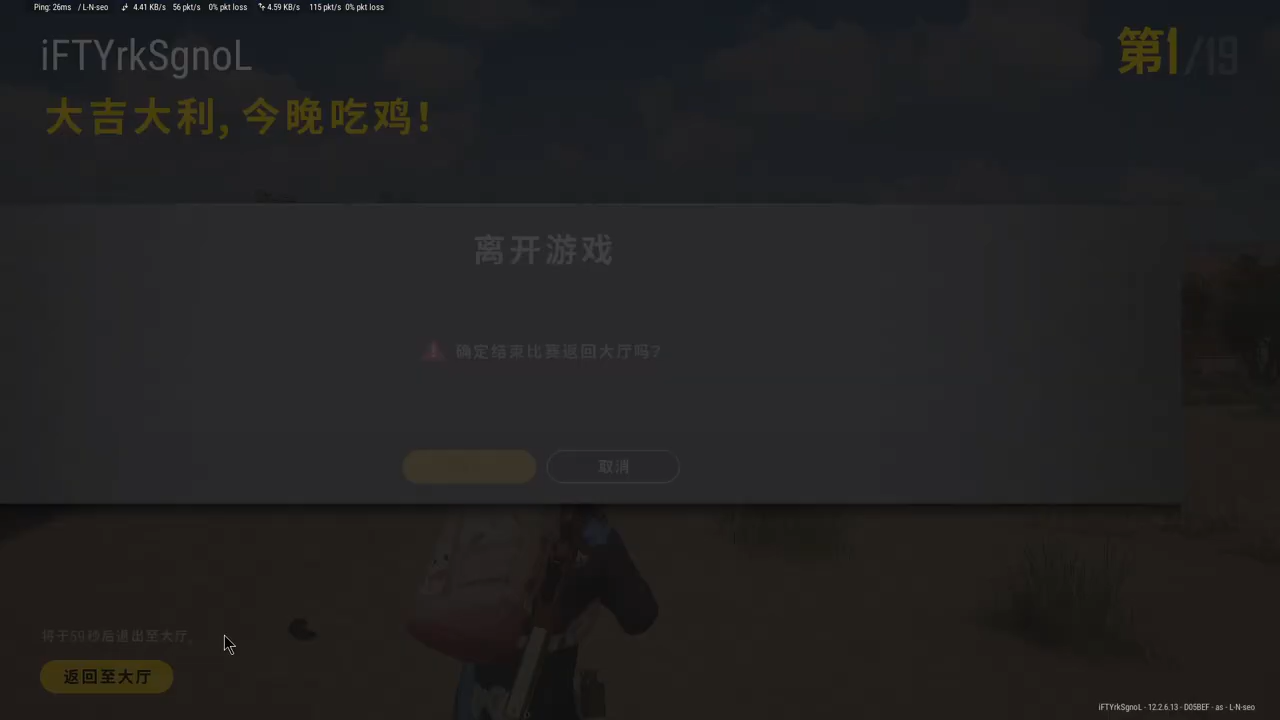 Ping: 26ms / L-N-seo 4.41 KB/s 56 pkt/s 0% pkt loss 4.59 KB/s 115 pkt/s 0% pkt loss
iFTYrkSgnoL
第1/19
大吉大利, 今晚吃鸡!
离开游戏
确定结束比赛返回大厅吗?
取消
将于59秒后退出至大厅。
返回至大厅
iFTYrkSgnoL - 12.2.6.13 - D05BEF - as - L-N-seo